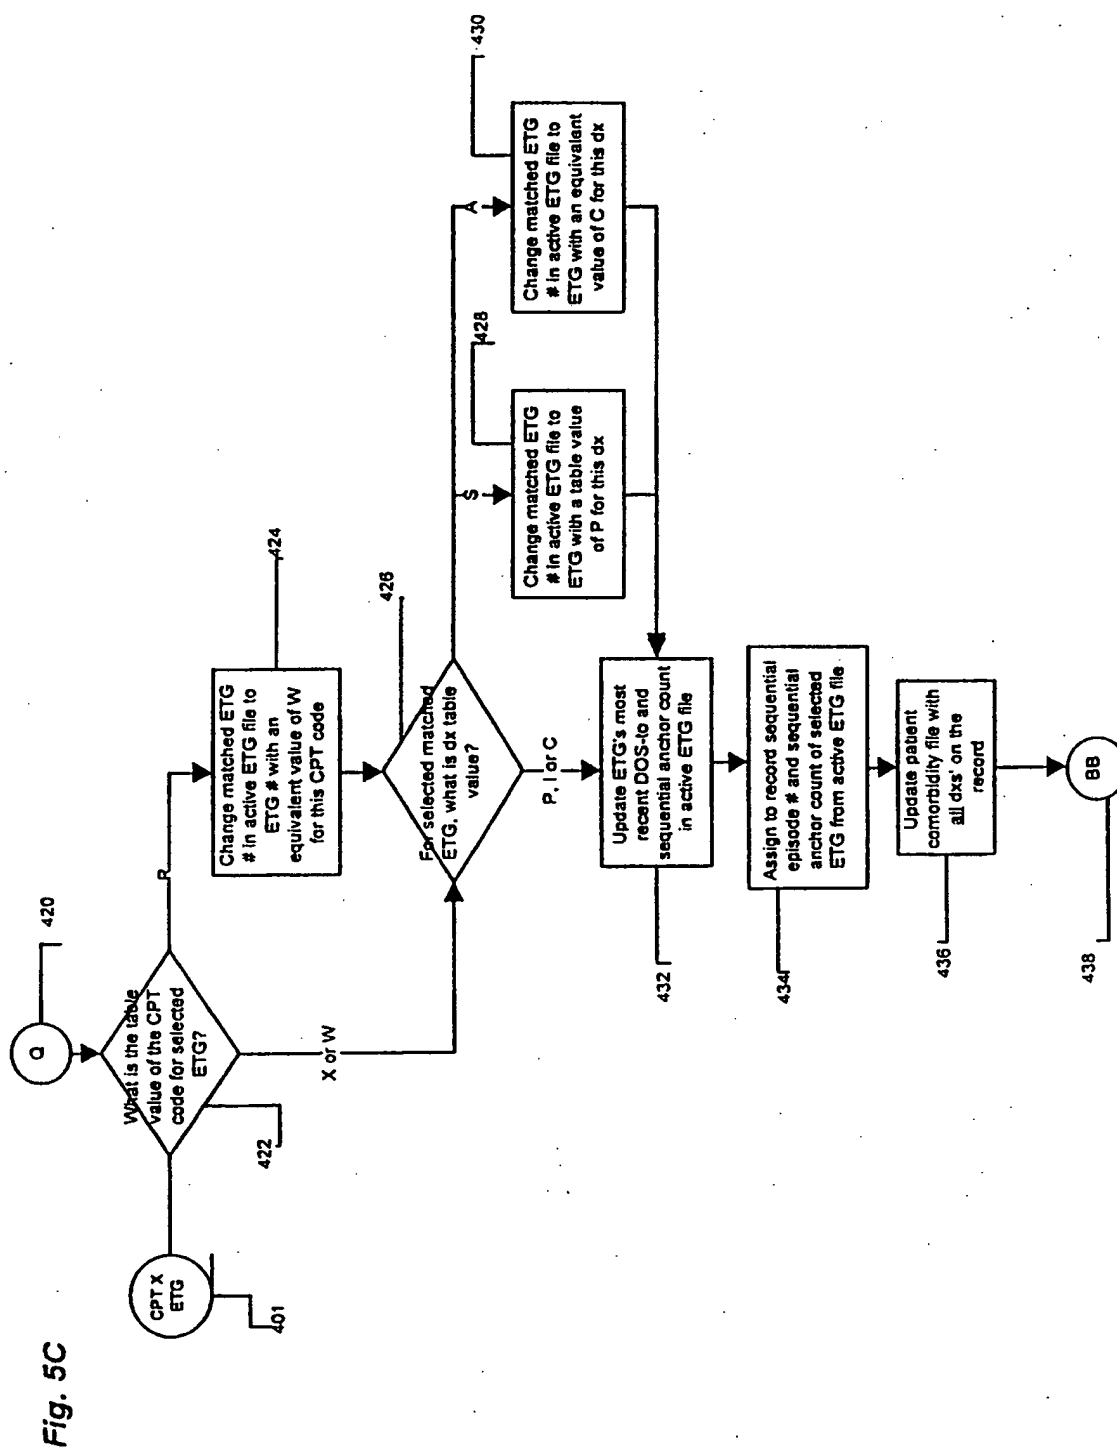 Fig. 5C
Q
420
CPT X
ETG
401
What is the table
value of the CPT
code for selected
ETG?
422
R
X or W
Change matched ETG
# in active ETG file to
ETG # with an
equivalent value of W
for this CPT code
424
For selected matched
ETG, what is dx table
value?
426
S
A
P, I or C
Change matched ETG
# in active ETG file to
ETG with a table value
of P for this dx
428
Change matched ETG
# in active ETG file to
ETG with an equivalent
value of C for this dx
430
Update ETG's most
recent DOS-to and
sequential anchor count
in active ETG file
432
Assign to record sequential
episode # and sequential
anchor count of selected
ETG from active ETG file
434
Update patient
comorbidity file with
all dxs' on the
record
436
BB
438